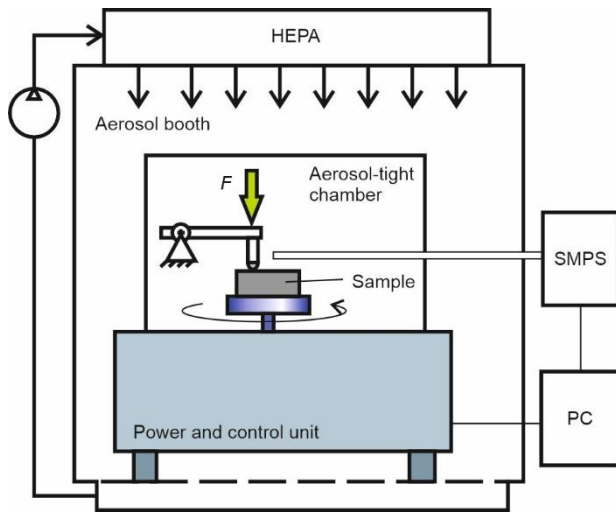 HEPA
Aerosol booth
F
Aerosol-tight
chamber
SMPS
Sample
PC
Power and control unit